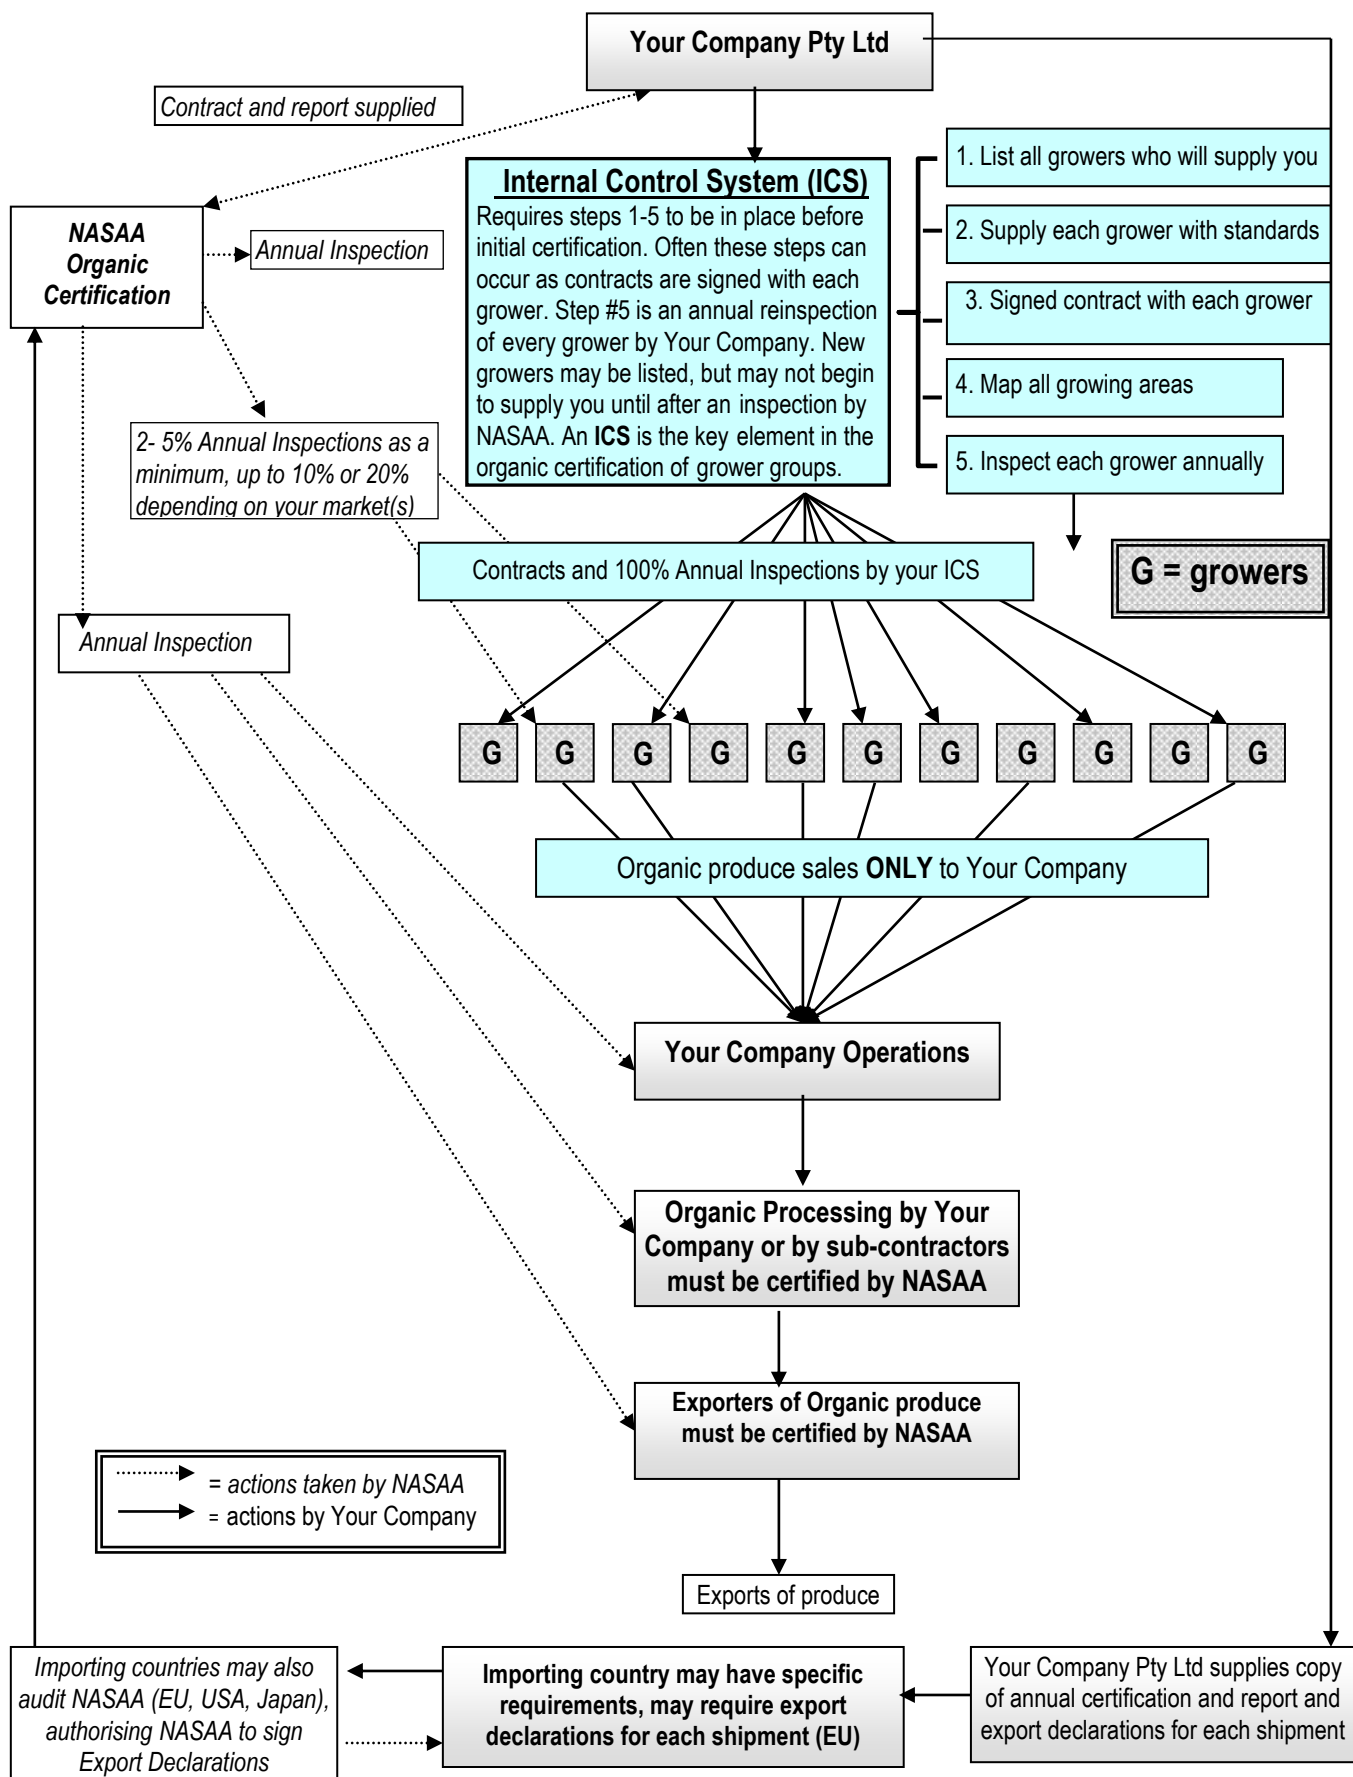 Your Company Pty Ltd
Contract and report supplied
1. List all growers who will supply you
Internal Control System (ICS)
Requires steps 1-5 to be in place before
initial certification. Often these steps can
occur as contracts are signed with each
grower. Step #5 is an annual reinspection
of every grower by Your Company. New
growers may be listed, but may not begin
to supply you until after an inspection by
NASAA. An ICS is the key element in the
organic certification of grower groups.
2. Supply each grower with standards
3. Signed contract with each grower
4. Map all growing areas
5. Inspect each grower annually
NASAA
Organic
Certification
Annual Inspection
2- 5% Annual Inspections as a
minimum, up to 10% or 20%
depending on your market(s)
Contracts and 100% Annual Inspections by your ICS
G = growers
Annual Inspection
G G G G G G G G G G G
Organic produce sales ONLY to Your Company
Your Company Operations
Organic Processing by Your
Company or by sub-contractors
must be certified by NASAA
Exporters of Organic produce
must be certified by NASAA
= actions taken by NASAA
= actions by Your Company
Exports of produce
Importing countries may also
audit NASAA (EU, USA, Japan),
authorising NASAA to sign
Export Declarations
Importing country may have specific
requirements, may require export
declarations for each shipment (EU)
Your Company Pty Ltd supplies copy
of annual certification and report and
export declarations for each shipment